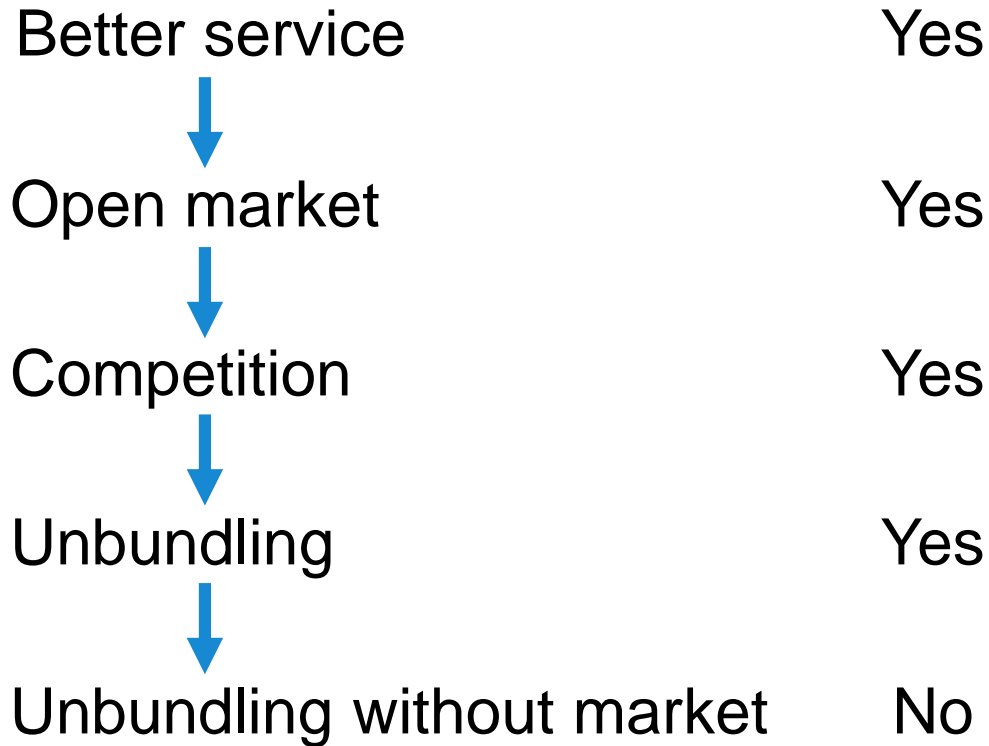 Better service Yes
Open market Yes
Competition Yes
Unbundling Yes
Unbundling without market No